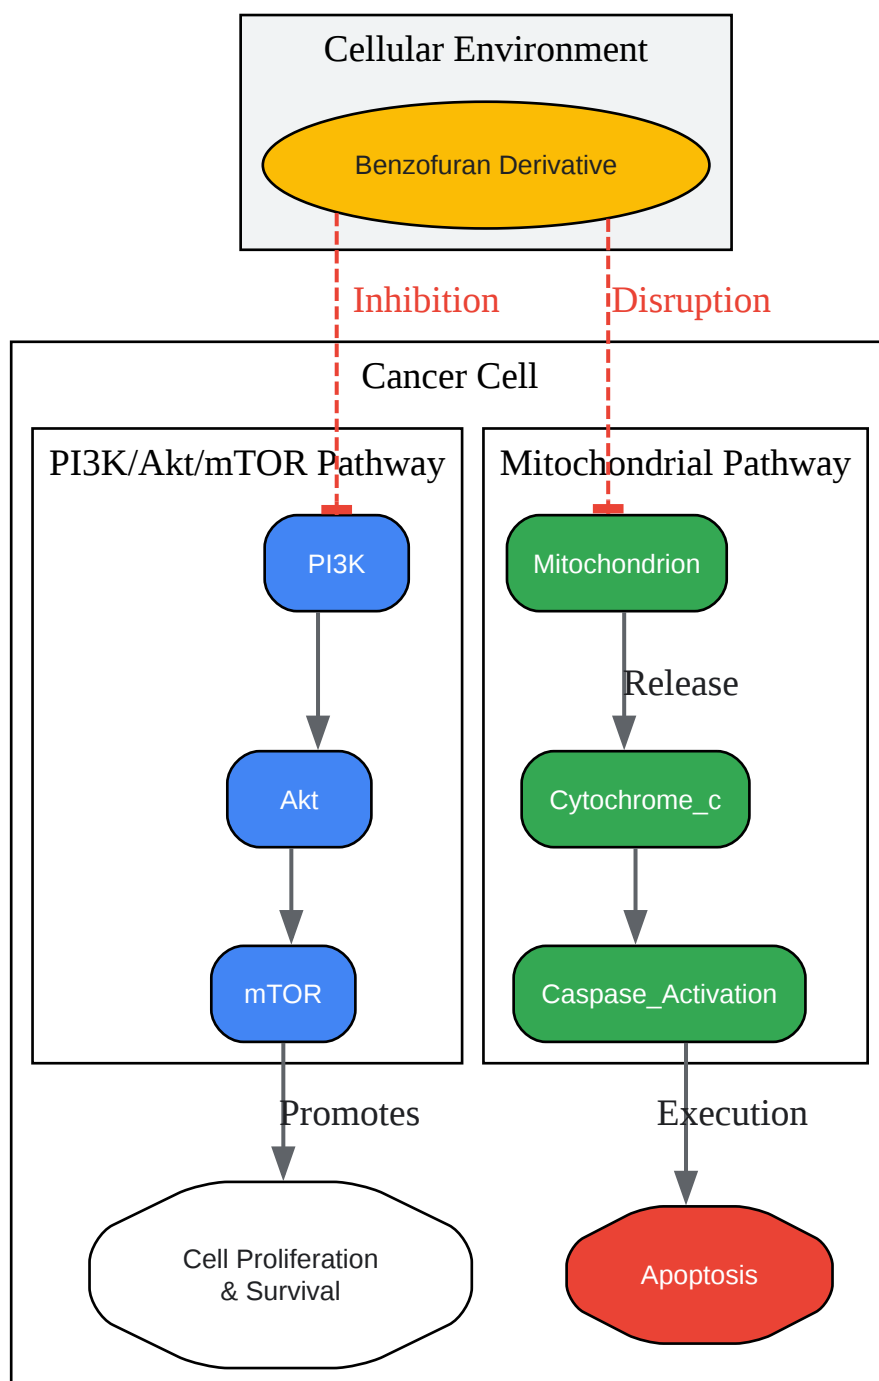 Cellular Environment
Benzofuran Derivative
Inhibition
Disruption
Cancer Cell
PI3K/Akt/mTOR Pathway
Mitochondrial Pathway
PI3K
Mitochondrion
Release
Akt
Cytochrome_c
mTOR
Caspase_Activation
Promotes
Execution
Cell Proliferation
& Survival
Apoptosis